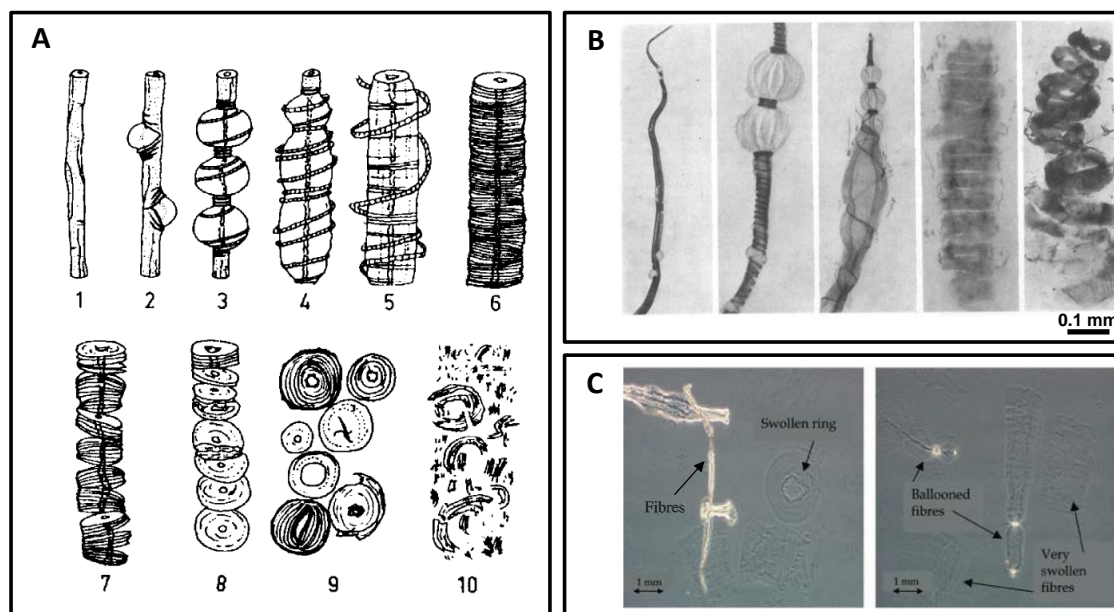 A
1 2 3 4 5 6
7 8 9 10
B
0.1 mm
C
Swollen ring
Fibres
1 mm
Ballooned
fibres
Very
swollen
fibres
1 mm